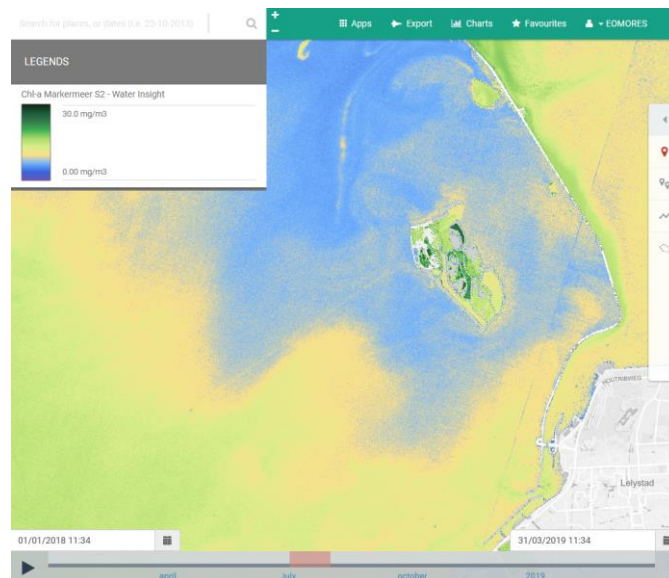 Search for places, or dates (i.e. 23-10-2013)
+
Apps
Export
Charts
Favourites
EOMORES
−
LEGENDS
Chl-a Markermeer S2 - Water Insight
30.0 mg/m3
0.00 mg/m3
HOUTRIBWEG
Lelystad
01/01/2018 11:34
31/03/2019 11:34
april
july
october
2019